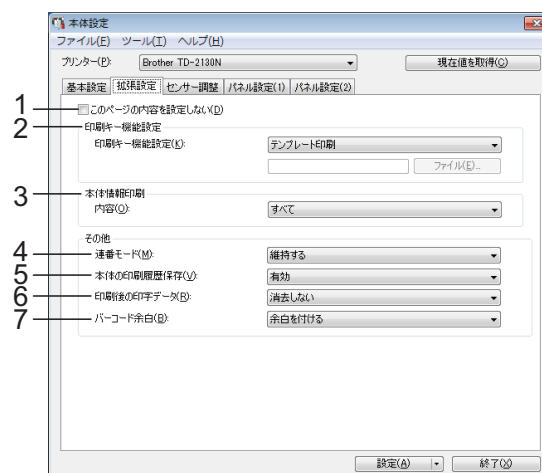 本体設定
ファイル(F) ツール(T) ヘルプ(H)
プリンター(P): Brother TD-2130N 現在値を取得(C)
基本設定 拡張設定 センサー調整 パネル設定(1) パネル設定(2)
1 このページの内容を設定しない(D)
2 印刷キー機能設定
印刷キー機能設定(K): テンプレート印刷
ファイル(E)...
3 本体情報印刷
内容(O): すべて
その他
4 連番モード(M): 維持する
5 本体の印刷履歴保存(V): 有効
6 印刷後の印字データ(R): 消去しない
7 バーコード余白(B): 余白を付ける
設定(A) 終了(X)